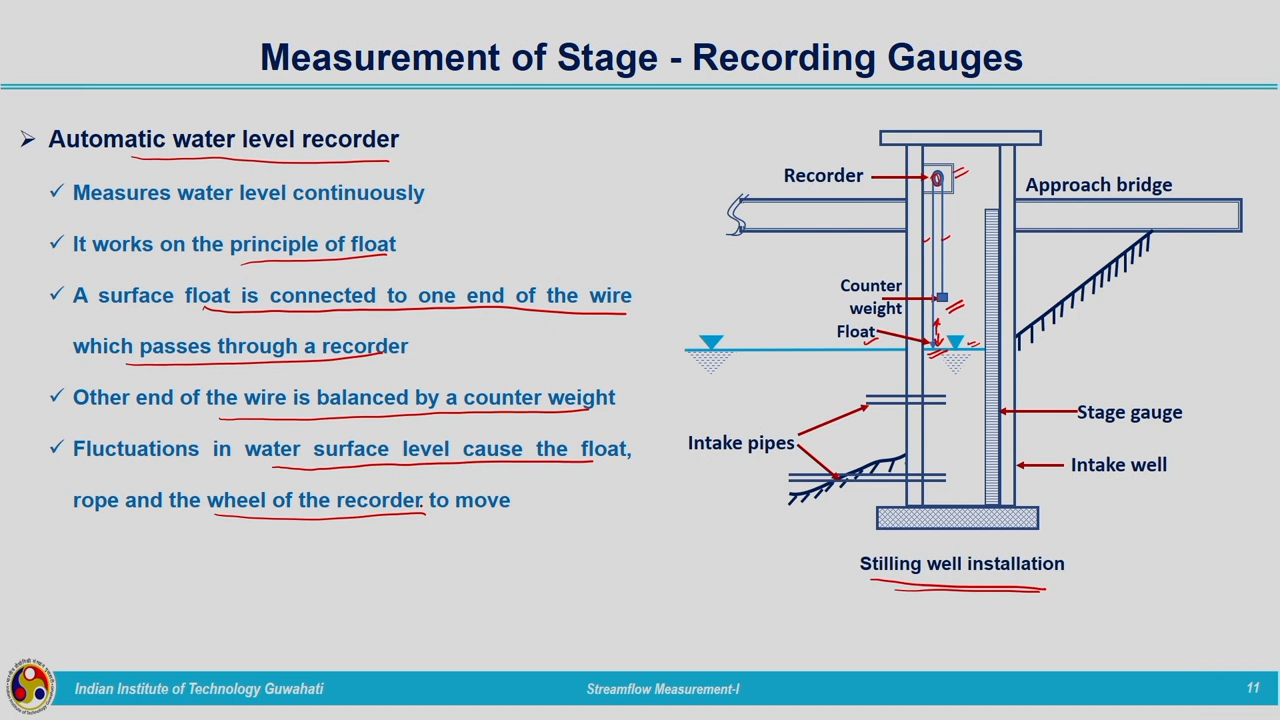 Measurement of Stage - Recording Gauges
Automatic water level recorder
Measures water level continuously
It works on the principle of float
A surface float is connected to one end of the wire
which passes through a recorder
Other end of the wire is balanced by a counter weight
Fluctuations in water surface level cause the float,
rope and the wheel of the recorder to move
Recorder
Approach bridge
Counter
weight
Float
Stage gauge
Intake pipes
Intake well
Stilling well installation
Indian Institute of Technology Guwahati
Streamflow Measurement-I
11